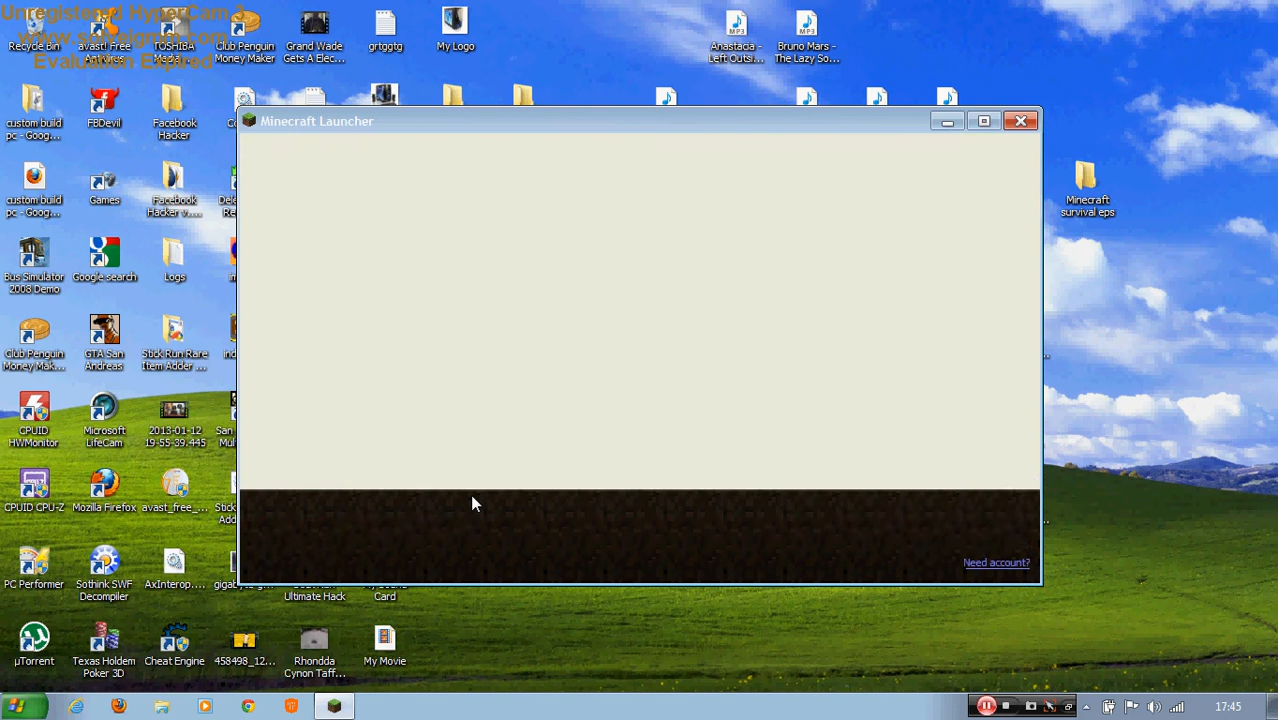 Unregistered HyperCam 3
www.solveigmm.com
Evaluation Expired
Recycle Bin
avast! Free
Antivirus
TOSHIBA
Club Penguin
Money Maker
Grand Wade
Gets A Elec...
grtggtg
My Logo
Anastacia -
Left Outsi...
Bruno Mars -
The Lazy So...
custom build
pc - Goog...
FBDevil
Facebook
Hacker
Minecraft Launcher
custom build
pc - Goog...
Games
Facebook
Hacker v....
Minecraft
survival eps
Bus Simulator
2008 Demo
Google search
Logs
Club Penguin
Money Mak...
GTA San
Andreas
Stick Run Rare
Item Adder ...
CPUID
HWMonitor
Microsoft
LifeCam
2013-01-12
19-55-39.445
CPUID CPU-Z
Mozilla Firefox
avast_free_...
Need account?
PC Performer
Sothink SWF
Decompiler
AxInterop....
Ultimate Hack
Card
µTorrent
Texas Holdem
Poker 3D
Cheat Engine
458498_12...
Rhondda
Cynon Taff...
My Movie
17:45